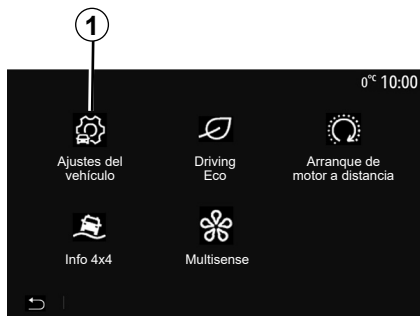 1
0°C 10:00
Ajustes del
vehículo
Driving
Eco
Arranque de
motor a distancia
Info 4x4
Multisense